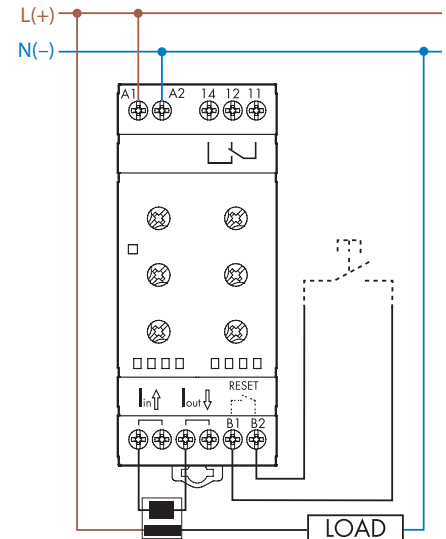 L(+)
N(−)
A1 A2 14 12 11
RESET
Iin Iout
B1 B2
LOAD